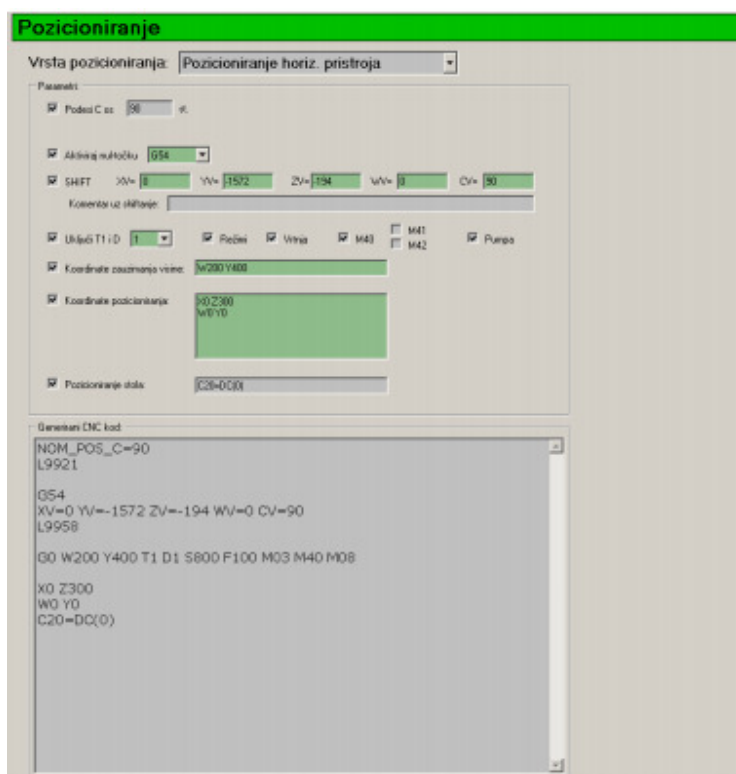 Pozicioniranje
Vrsta pozicioniranja: Pozicioniranje horiz. pristroja
Parametri
Podesi C os 90 st.
Aktiviraj nultočku G54
SHIFT XV= 0 YV= -1572 ZV= -194 WV= 0 CV= 90
Komentar uz shiftanje:
Uključi T1 i D 1 Režimi Vrtnja M40 M41 M42 Pumpa
Koordinate zauzimanja visine: W200 Y400
Koordinate pozicioniranja: X0 Z300
W0 Y0
Pozicioniranje stola: C20=DC(0)
Generisani CNC kod:
NOM_POS_C=90
L9921
G54
XV=0 YV=-1572 ZV=-194 WV=0 CV=90
L9958
G0 W200 Y400 T1 D1 S800 F100 M03 M40 M08
X0 Z300
W0 Y0
C20=DC(0)